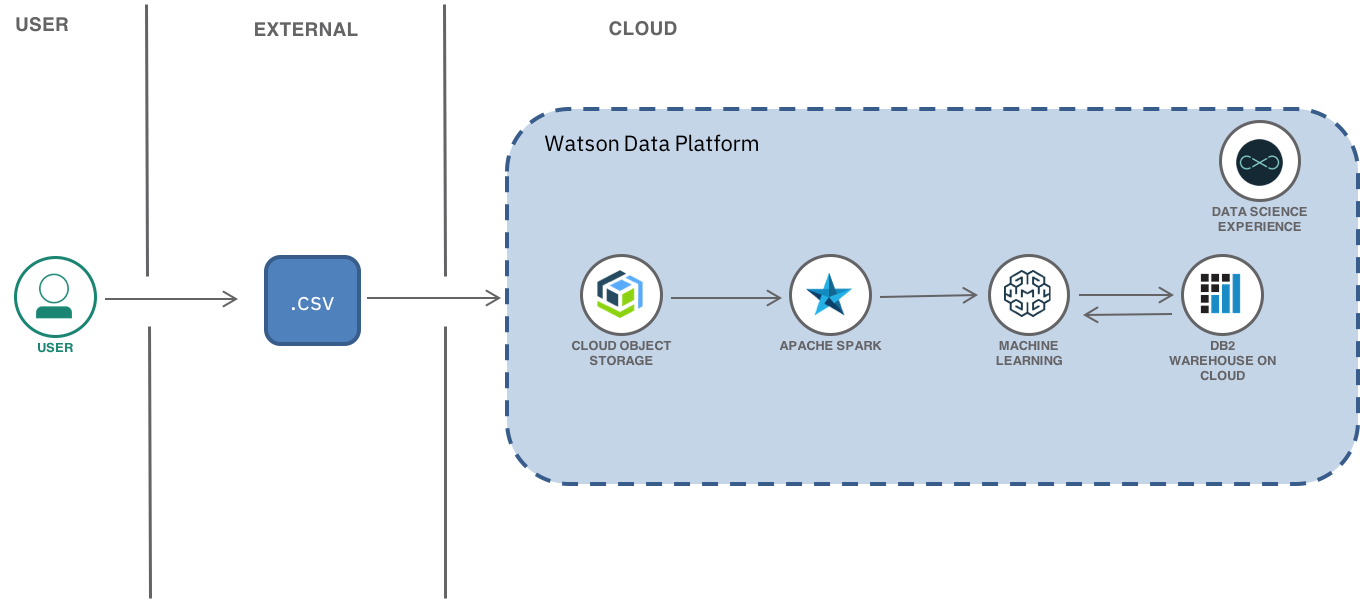 USER
EXTERNAL
CLOUD
Watson Data Platform
DATA SCIENCE
EXPERIENCE
.csv
USER
CLOUD OBJECT
STORAGE
APACHE SPARK
MACHINE
LEARNING
DB2
WAREHOUSE ON
CLOUD